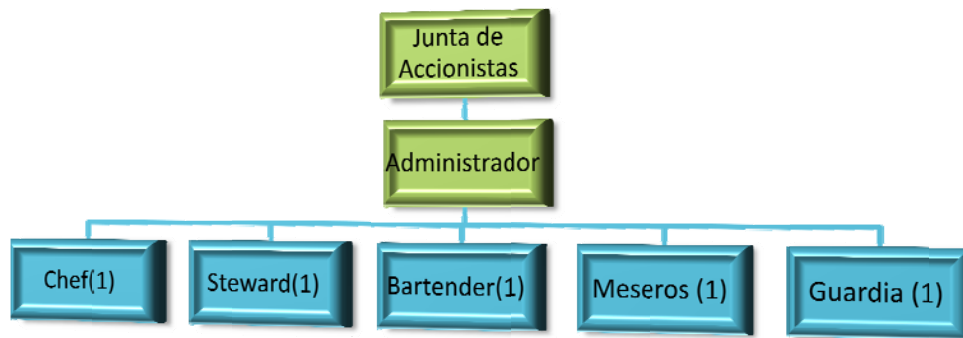 Junta de
Accionistas
Administrador
Chef(1)
Steward(1)
Bartender(1)
Meseros (1)
Guardia (1)